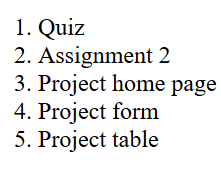 1. Quiz
2. Assignment 2
3. Project home page
4. Project form
5. Project table